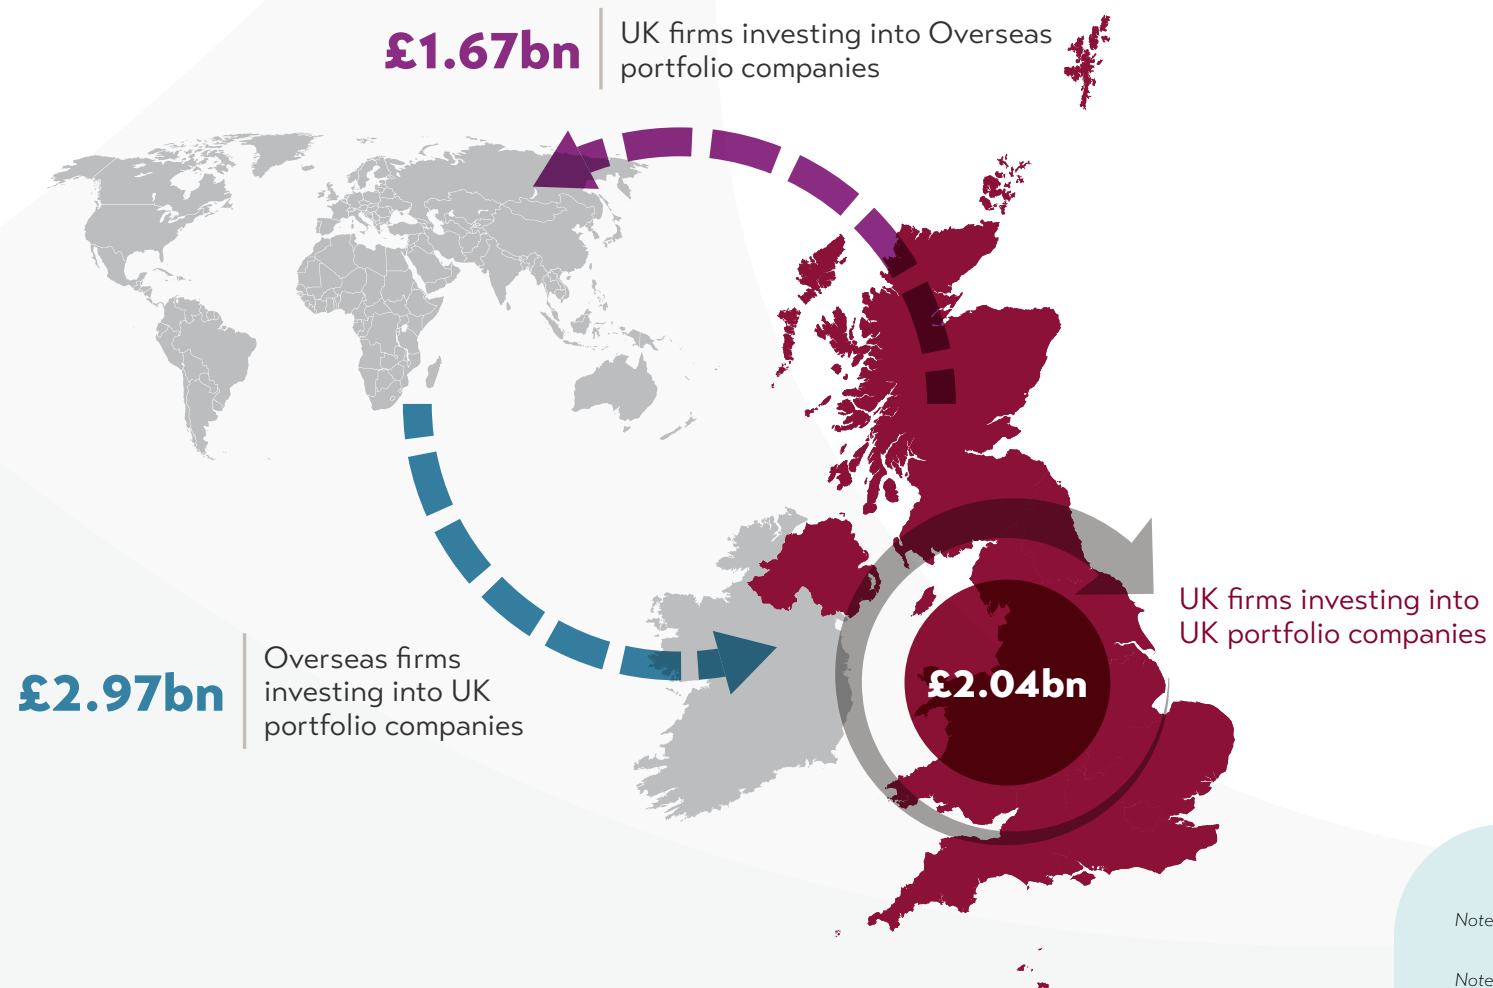 £1.67bn
UK firms investing into Overseas
portfolio companies
UK firms investing into
UK portfolio companies
£2.04bn
£2.97bn
Overseas firms
investing into UK
portfolio companies
Note
Note